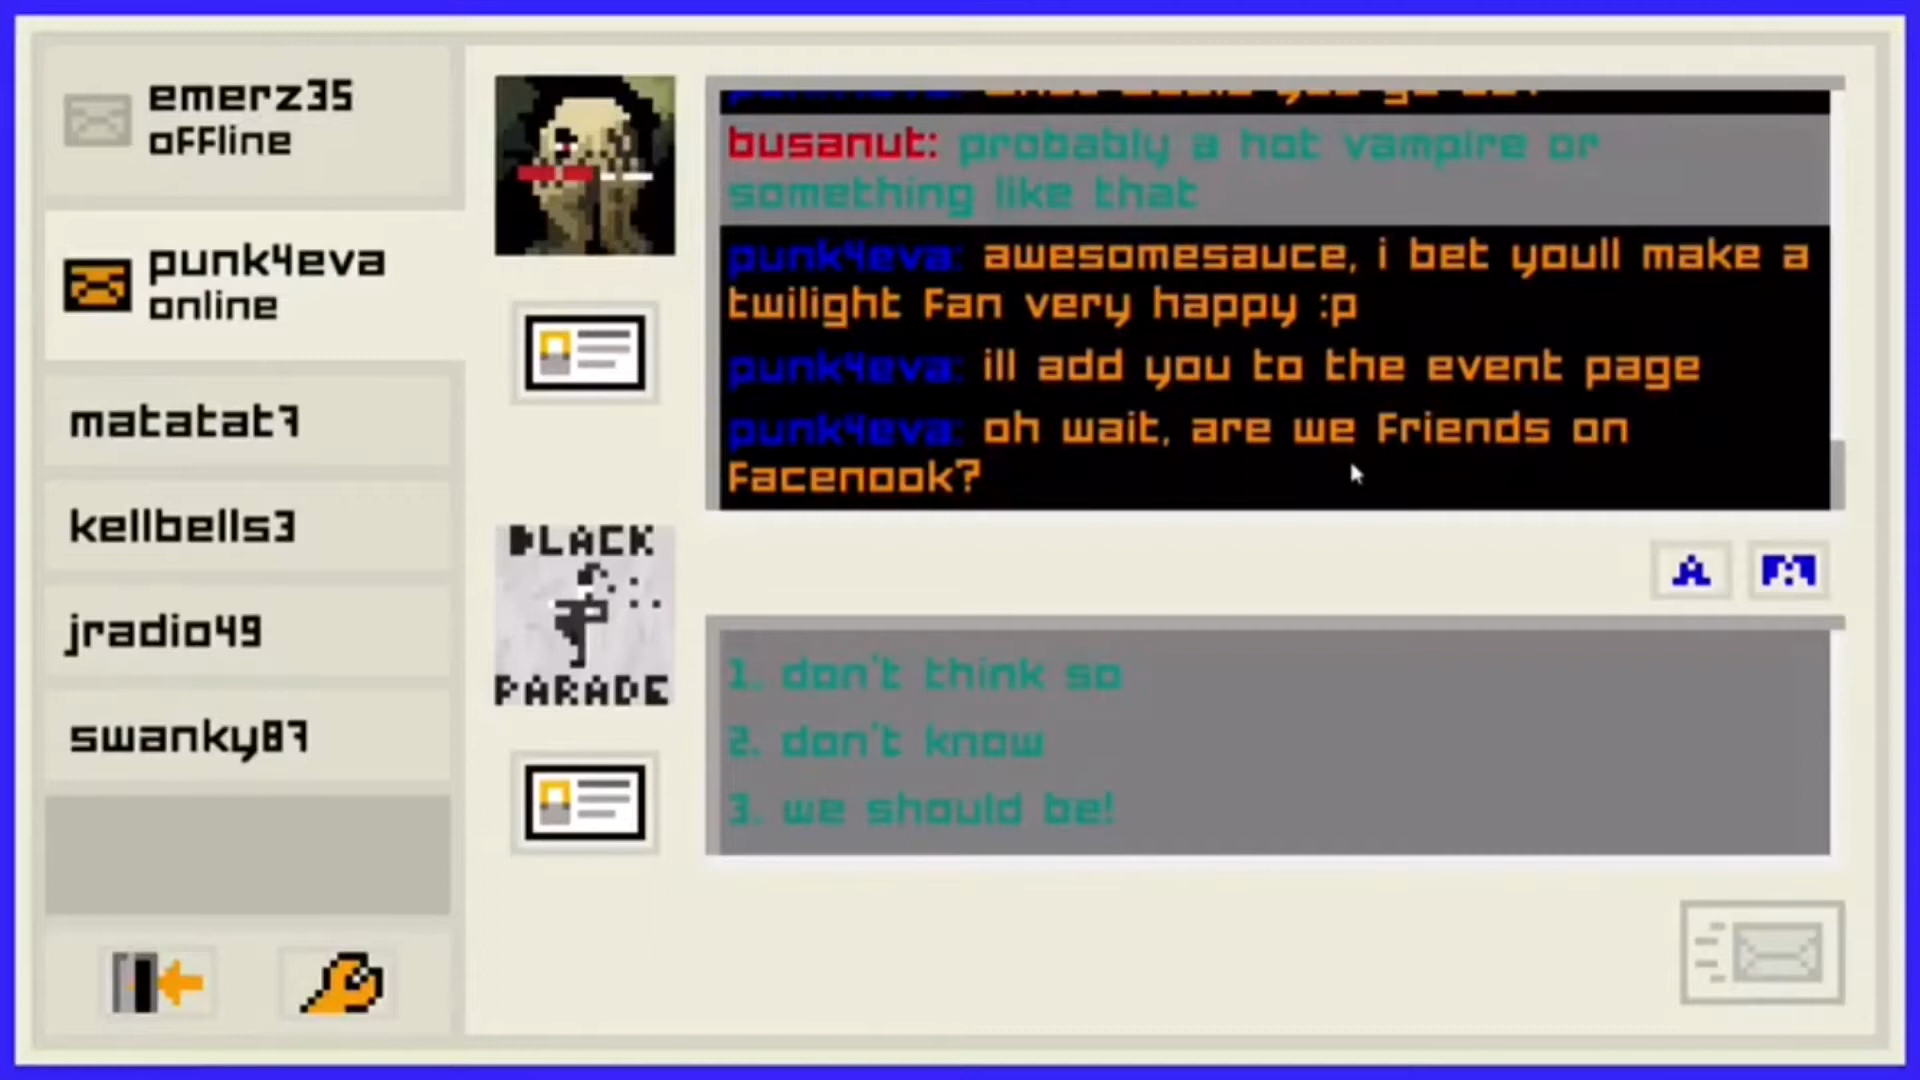 emerz35
offline
punk4eva
online
matatat7
kellbells3
jradio49
swanky87
busanut: probably a hot vampire or
something like that
punk4eva: awesomesauce, i bet youll make a
twilight fan very happy :p
punk4eva: ill add you to the event page
punk4eva: oh wait, are we friends on
facenook?
BLACK
PARADE
A
1. don't think so
2. don't know
3. we should be!